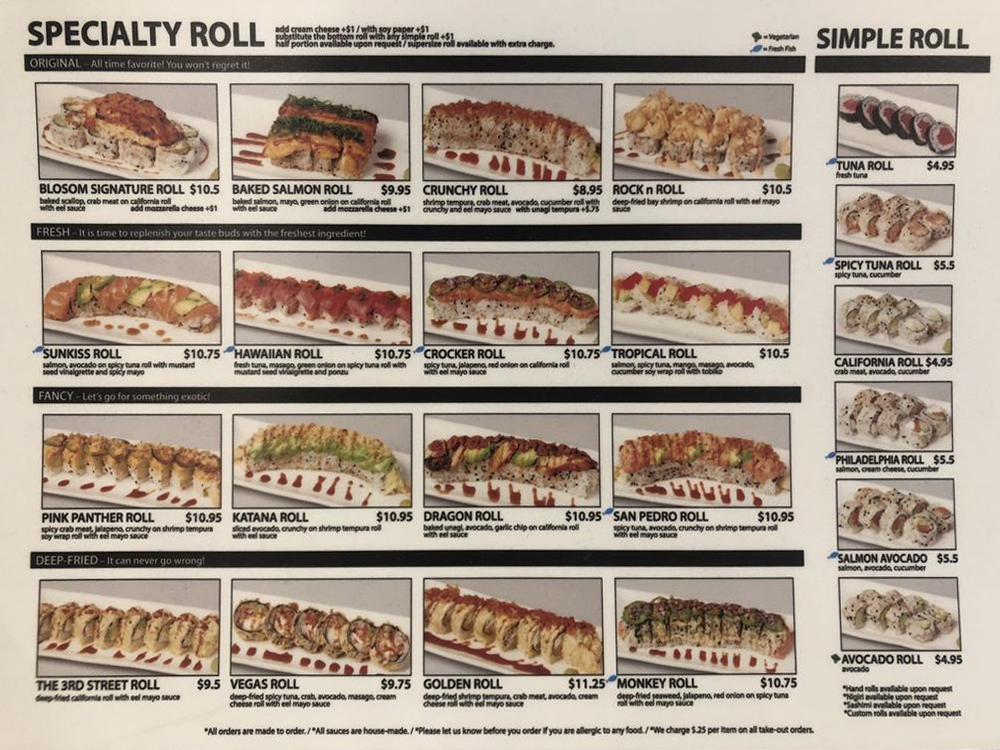 SPECIALTY ROLL
add cream cheese +$1 / with soy paper +$1
substitute the bottom roll with any simple roll +$1
half portion available upon request / supersize roll available with extra charge.
= Vegetarian
= Fresh Fish
SIMPLE ROLL
ORIGINAL – All time favorite! You won't regret it!
BLOSOM SIGNATURE ROLL $10.5
baked scallop, crab meat on california roll
with eel sauce add mozzarella cheese +$1
BAKED SALMON ROLL $9.95
baked salmon, mayo, green onion on california roll
with eel sauce add mozzarella cheese +$1
CRUNCHY ROLL $8.95
shrimp tempura, crab meat, avocado, cucumber roll with
crunchy and eel mayo sauce with unagi tempura +$.75
ROCK n ROLL $10.5
deep-fried bay shrimp on california roll with eel mayo
sauce
FRESH – It is time to replenish your taste buds with the freshest ingredient!
SUNKISS ROLL $10.75
salmon, avocado on spicy tuna roll with mustard
seed vinaigrette and spicy mayo
HAWAIIAN ROLL $10.75
fresh tuna, masago, green onion on spicy tuna roll with
mustard seed vinaigrette and ponzu
CROCKER ROLL $10.75
spicy tuna, jalapeno, red onion on california roll
with eel mayo sauce
TROPICAL ROLL $10.5
salmon, spicy tuna, mango, masago, avocado,
cucumber soy wrap roll with tobiko
FANCY – Let's go for something exotic!
PINK PANTHER ROLL $10.95
spicy crab meat, jalapeno, crunchy on shrimp tempura
soy wrap roll with eel mayo sauce
KATANA ROLL $10.95
sliced avocado, crunchy on shrimp tempura roll
with eel sauce
DRAGON ROLL $10.95
baked unagi, avocado, garlic chip on california roll
with eel sauce
SAN PEDRO ROLL $10.95
spicy tuna, avocado, crunchy on shrimp tempura roll
with eel mayo sauce
DEEP-FRIED – It can never go wrong!
THE 3RD STREET ROLL $9.5
deep-fried california roll with eel mayo sauce
VEGAS ROLL $9.75
deep-fried spicy tuna, crab, avocado, masago, cream
cheese roll with eel mayo sauce
GOLDEN ROLL $11.25
deep-fried shrimp tempura, crab meat, avocado, cream
cheese roll with eel mayo sauce
MONKEY ROLL $10.75
deep-fried seaweed, jalapeno, red onion on spicy tuna
roll with eel mayo sauce
TUNA ROLL $4.95
fresh tuna
SPICY TUNA ROLL $5.5
spicy tuna, cucumber
CALIFORNIA ROLL $4.95
crab meat, avocado, cucumber
PHILADELPHIA ROLL $5.5
salmon, cream cheese, cucumber
SALMON AVOCADO $5.5
salmon, avocado, cucumber
AVOCADO ROLL $4.95
avocado
*Hand rolls available upon request
*Nigiri available upon request
*Sashimi available upon request
*Custom rolls available upon request
*All orders are made to order. / *All sauces are house-made. / *Please let us know before you order if you are allergic to any food. / *We charge $.25 per item on all take-out orders.